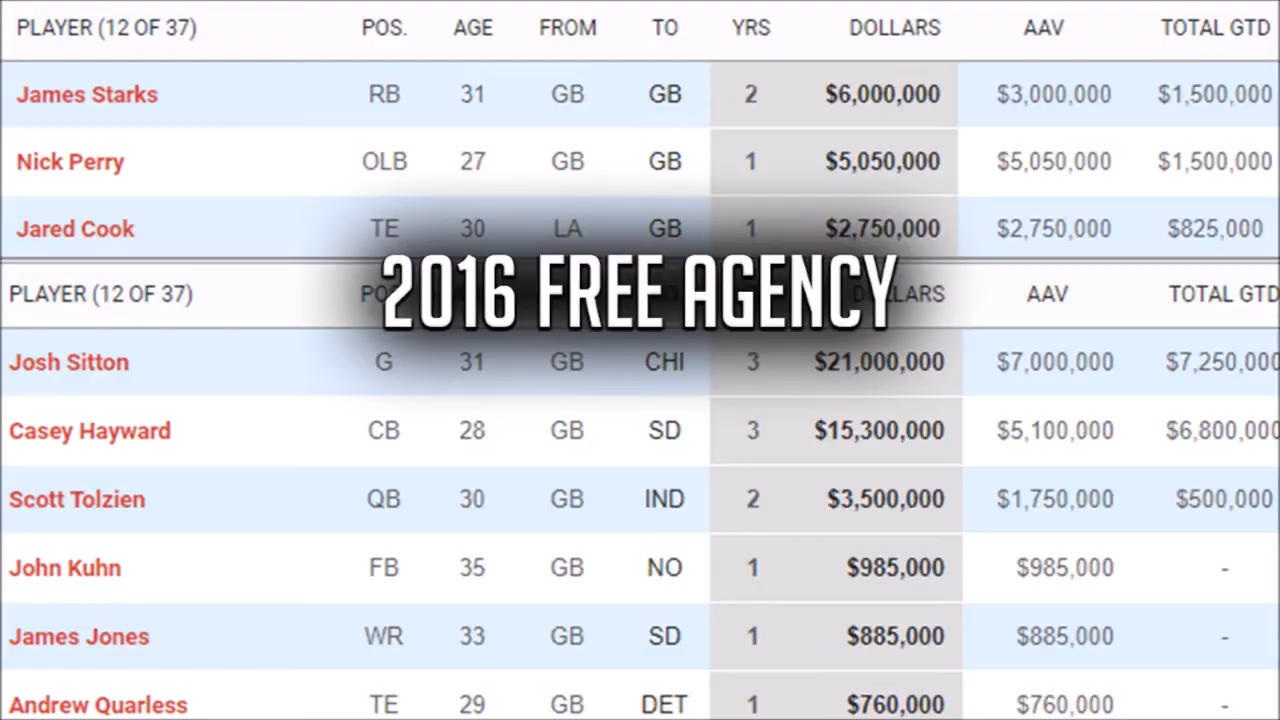 PLAYER (12 OF 37) POS. AGE FROM TO YRS DOLLARS AAV TOTAL GTD
James Starks RB 31 GB GB 2 $6,000,000 $3,000,000 $1,500,000
Nick Perry OLB 27 GB GB 1 $5,050,000 $5,050,000 $1,500,000
Jared Cook TE 30 LA GB 1 $2,750,000 $2,750,000 $825,000
2016 FREE AGENCY
PLAYER (12 OF 37) AAV TOTAL GTD
Josh Sitton G 31 GB CHI 3 $21,000,000 $7,000,000 $7,250,000
Casey Hayward CB 28 GB SD 3 $15,300,000 $5,100,000 $6,800,000
Scott Tolzien QB 30 GB IND 2 $3,500,000 $1,750,000 $500,000
John Kuhn FB 35 GB NO 1 $985,000 $985,000 -
James Jones WR 33 GB SD 1 $885,000 $885,000 -
Andrew Quarless TE 29 GB DET 1 $760,000 $760,000 -